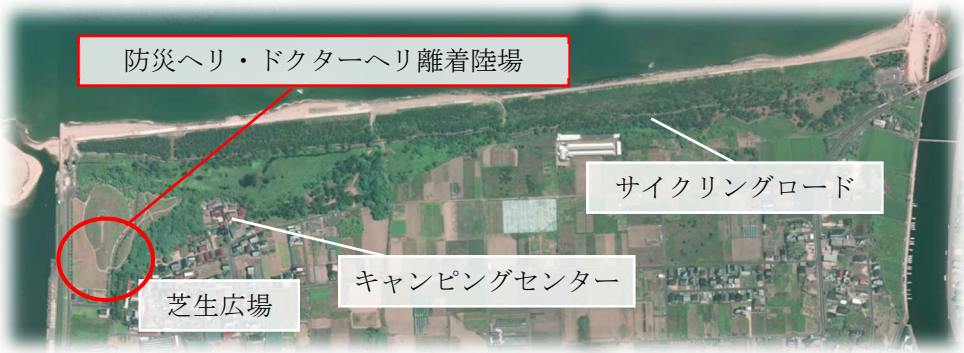 防災ヘリ・ドクターヘリ離着陸場
サイクリングロード
キャンピングセンター
芝生広場